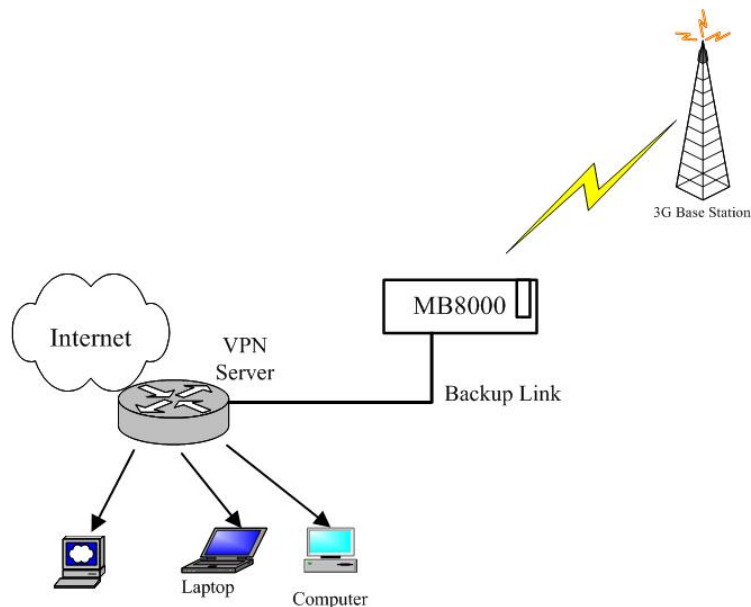 3G Base Station
MB8000
Internet
VPN
Server
Backup Link
Laptop
Computer